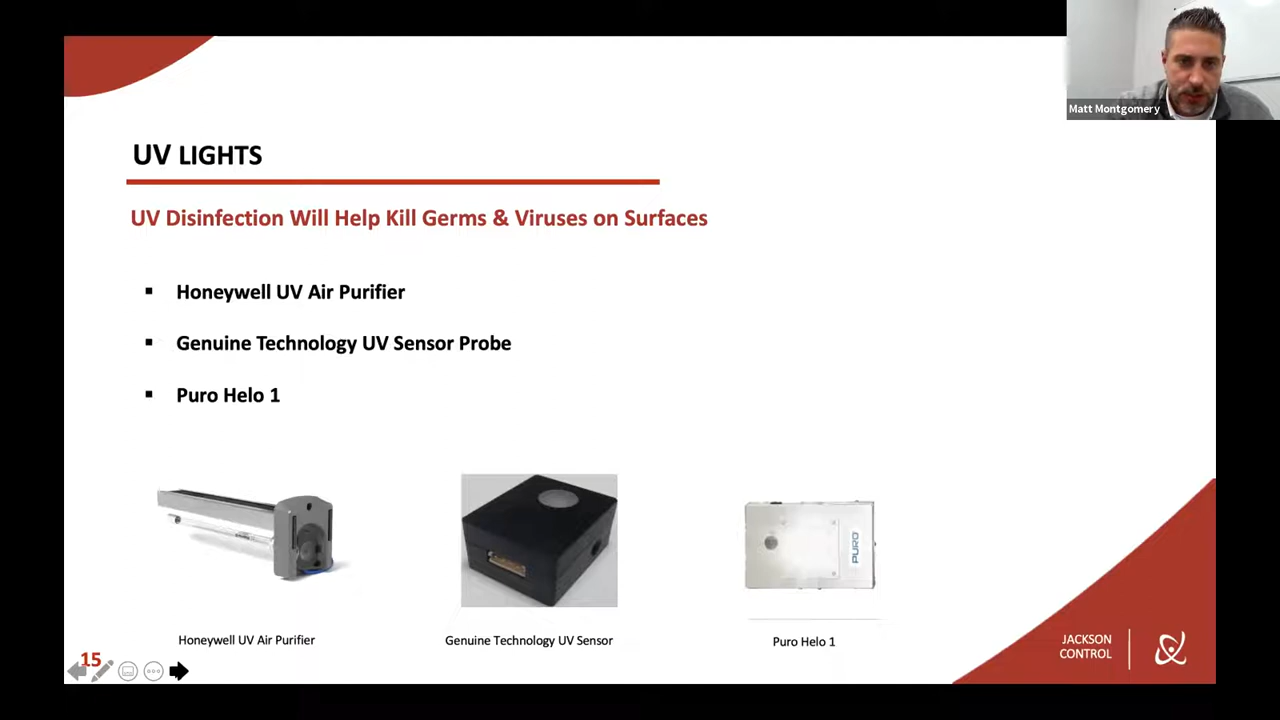 Matt Montgomery
UV LIGHTS
UV Disinfection Will Help Kill Germs & Viruses on Surfaces
▪ Honeywell UV Air Purifier
▪ Genuine Technology UV Sensor Probe
▪ Puro Helo 1
PURO
Honeywell UV Air Purifier
Genuine Technology UV Sensor
Puro Helo 1
15
JACKSON
CONTROL